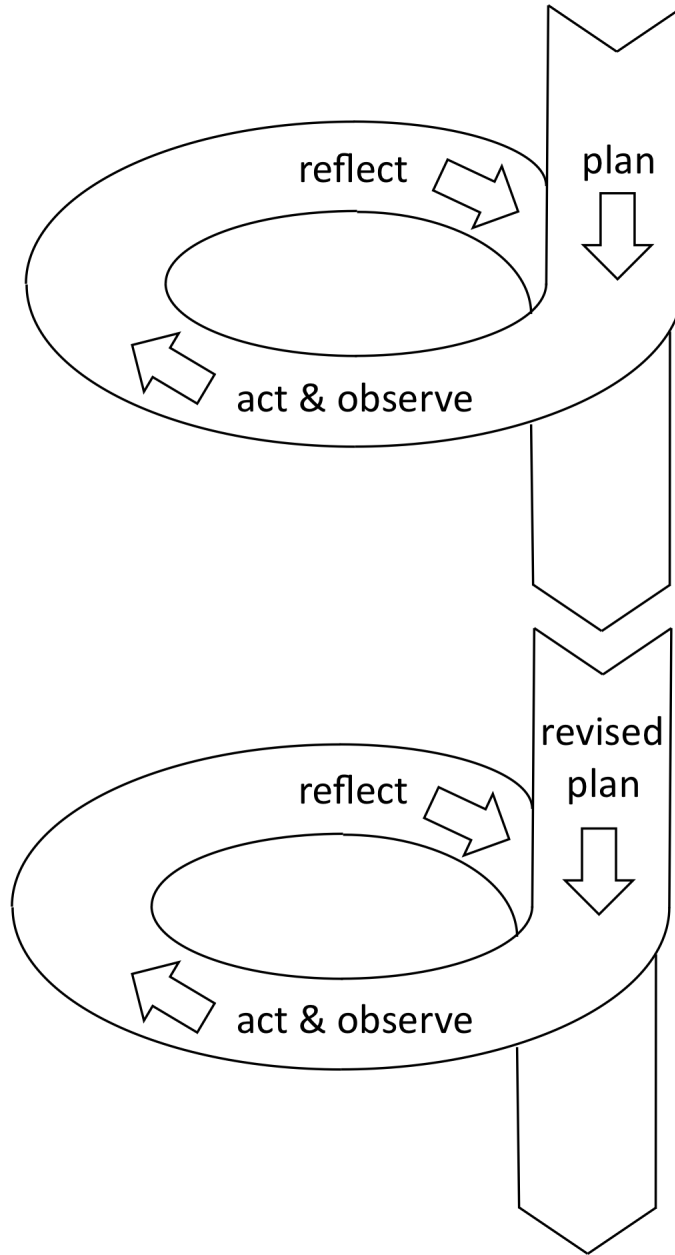 reflect
plan
act & observe
revised
plan
reflect
act & observe